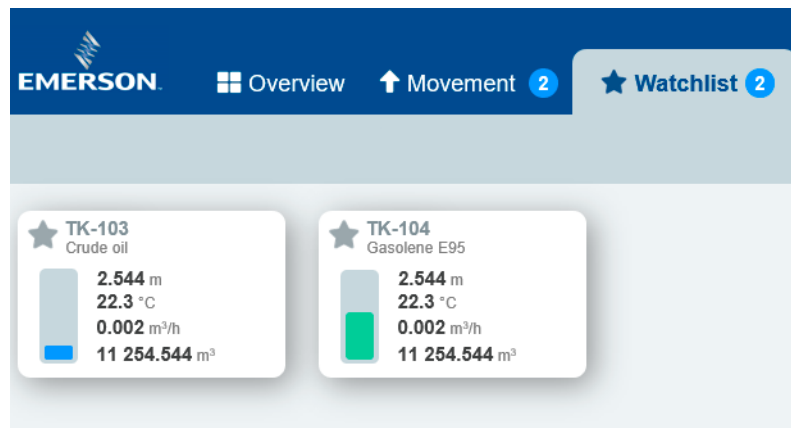 EMERSON.
Overview
Movement 2
Watchlist 2
TK-103
Crude oil
2.544 m
22.3 °C
0.002 m³/h
11 254.544 m³
TK-104
Gasolene E95
2.544 m
22.3 °C
0.002 m³/h
11 254.544 m³